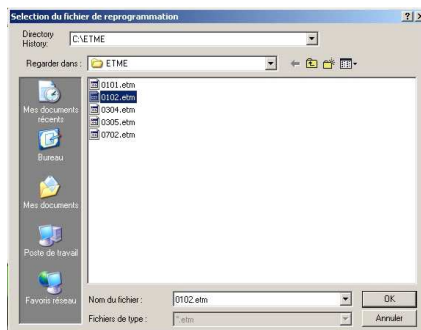 Selection du fichier de reprogrammation
Directory History:
C:\ETME
Regarder dans :
ETME
0101.etm
0102.etm
0304.etm
0305.etm
0702.etm
Mes documents récents
Bureau
Mes documents
Poste de travail
Favoris réseau
Nom du fichier :
0102.etm
OK
Fichiers de type :
*.etm
Annuler